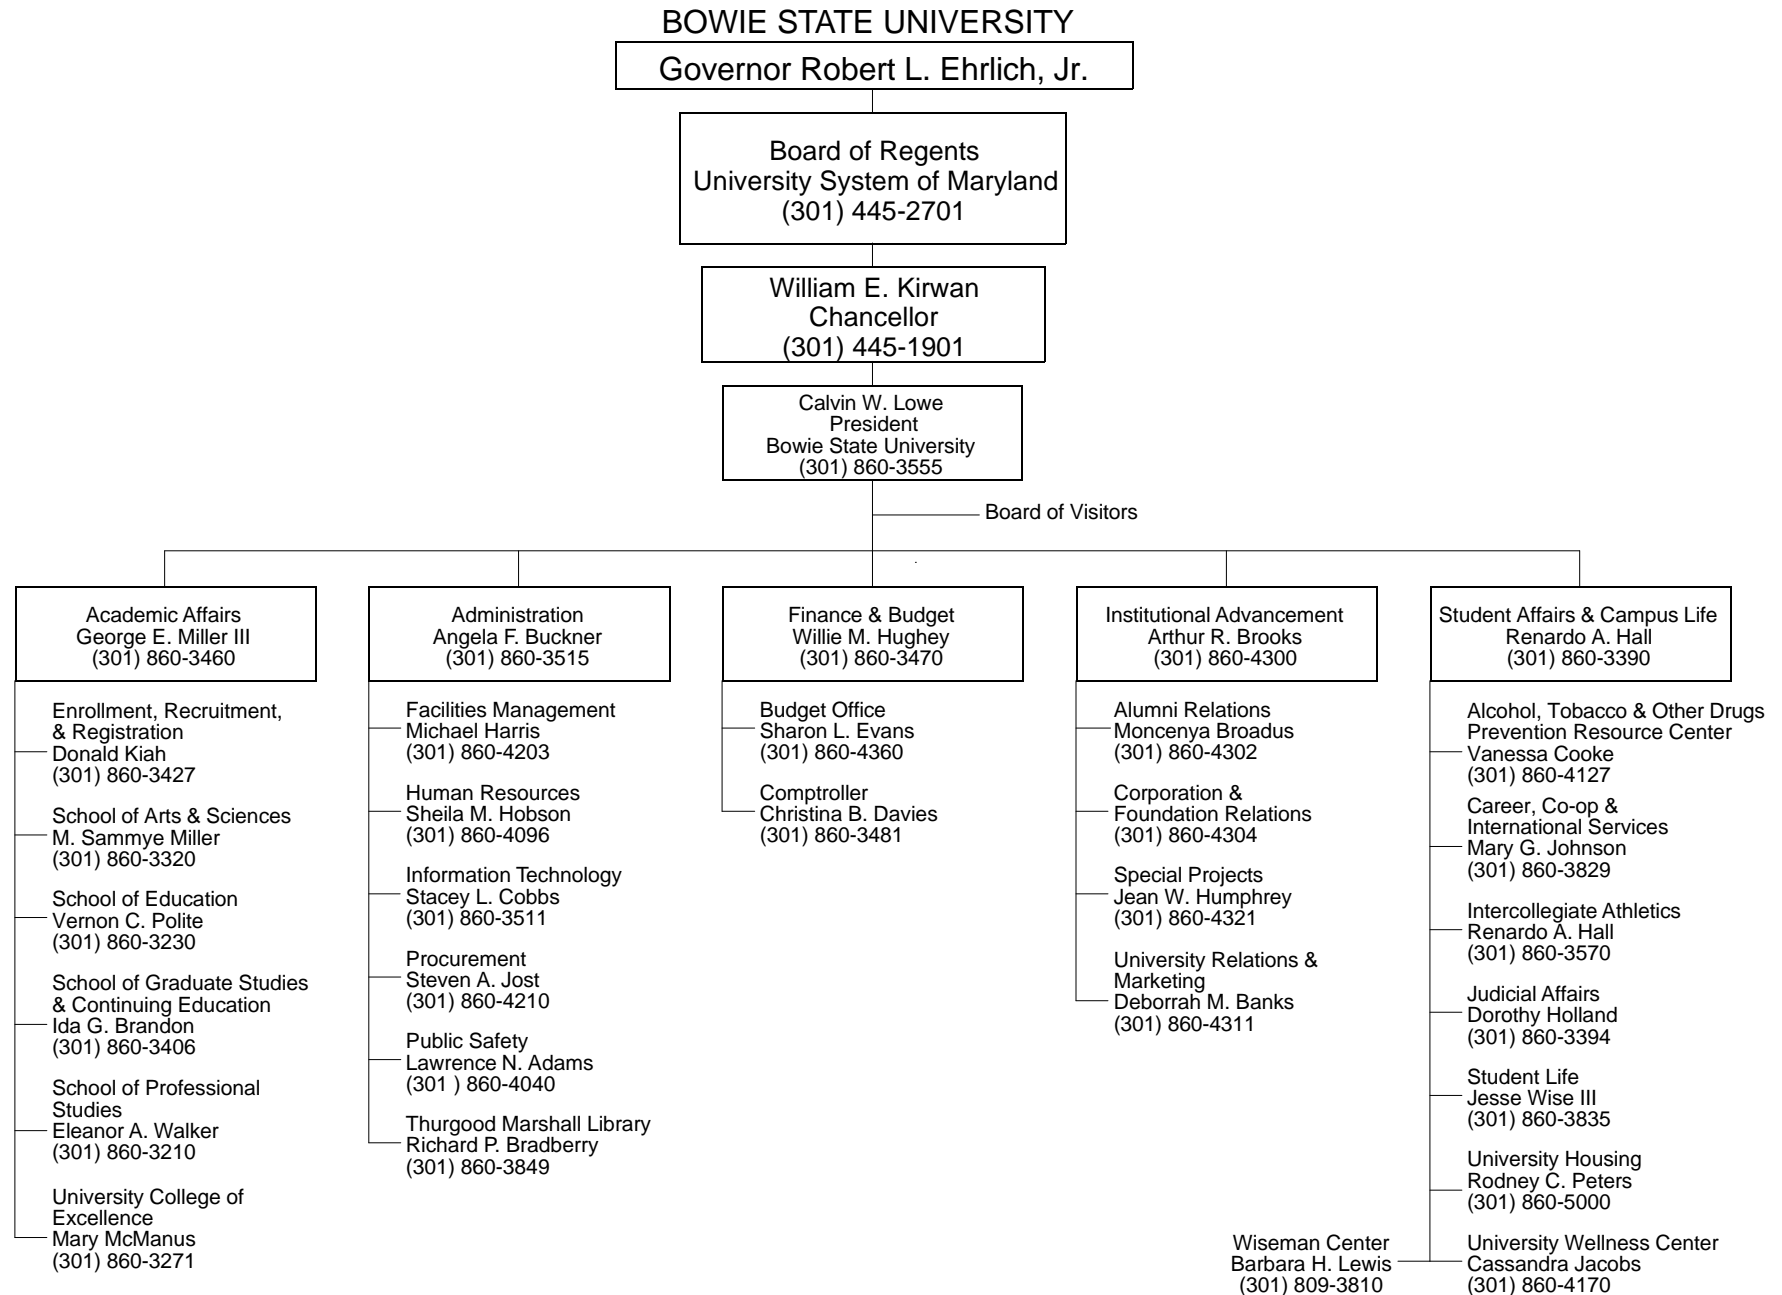 BOWIE STATE UNIVERSITY
Governor Robert L. Ehrlich, Jr.
Board of Regents
University System of Maryland
(301) 445-2701
William E. Kirwan
Chancellor
(301) 445-1901
Calvin W. Lowe
President
Bowie State University
(301) 860-3555
Board of Visitors
Academic Affairs
George E. Miller III
(301) 860-3460
Enrollment, Recruitment,
& Registration
Donald Kiah
(301) 860-3427
School of Arts & Sciences
M. Sammye Miller
(301) 860-3320
School of Education
Vernon C. Polite
(301) 860-3230
School of Graduate Studies
& Continuing Education
Ida G. Brandon
(301) 860-3406
School of Professional
Studies
Eleanor A. Walker
(301) 860-3210
University College of
Excellence
Mary McManus
(301) 860-3271
Administration
Angela F. Buckner
(301) 860-3515
Facilities Management
Michael Harris
(301) 860-4203
Human Resources
Sheila M. Hobson
(301) 860-4096
Information Technology
Stacey L. Cobbs
(301) 860-3511
Procurement
Steven A. Jost
(301) 860-4210
Public Safety
Lawrence N. Adams
(301 ) 860-4040
Thurgood Marshall Library
Richard P. Bradberry
(301) 860-3849
Finance & Budget
Willie M. Hughey
(301) 860-3470
Budget Office
Sharon L. Evans
(301) 860-4360
Comptroller
Christina B. Davies
(301) 860-3481
Institutional Advancement
Arthur R. Brooks
(301) 860-4300
Alumni Relations
Moncenya Broadus
(301) 860-4302
Corporation &
Foundation Relations
(301) 860-4304
Special Projects
Jean W. Humphrey
(301) 860-4321
University Relations &
Marketing
Deborrah M. Banks
(301) 860-4311
Student Affairs & Campus Life
Renardo A. Hall
(301) 860-3390
Alcohol, Tobacco & Other Drugs
Prevention Resource Center
Vanessa Cooke
(301) 860-4127
Career, Co-op &
International Services
Mary G. Johnson
(301) 860-3829
Intercollegiate Athletics
Renardo A. Hall
(301) 860-3570
Judicial Affairs
Dorothy Holland
(301) 860-3394
Student Life
Jesse Wise III
(301) 860-3835
University Housing
Rodney C. Peters
(301) 860-5000
Wiseman Center
Barbara H. Lewis
(301) 809-3810
University Wellness Center
Cassandra Jacobs
(301) 860-4170